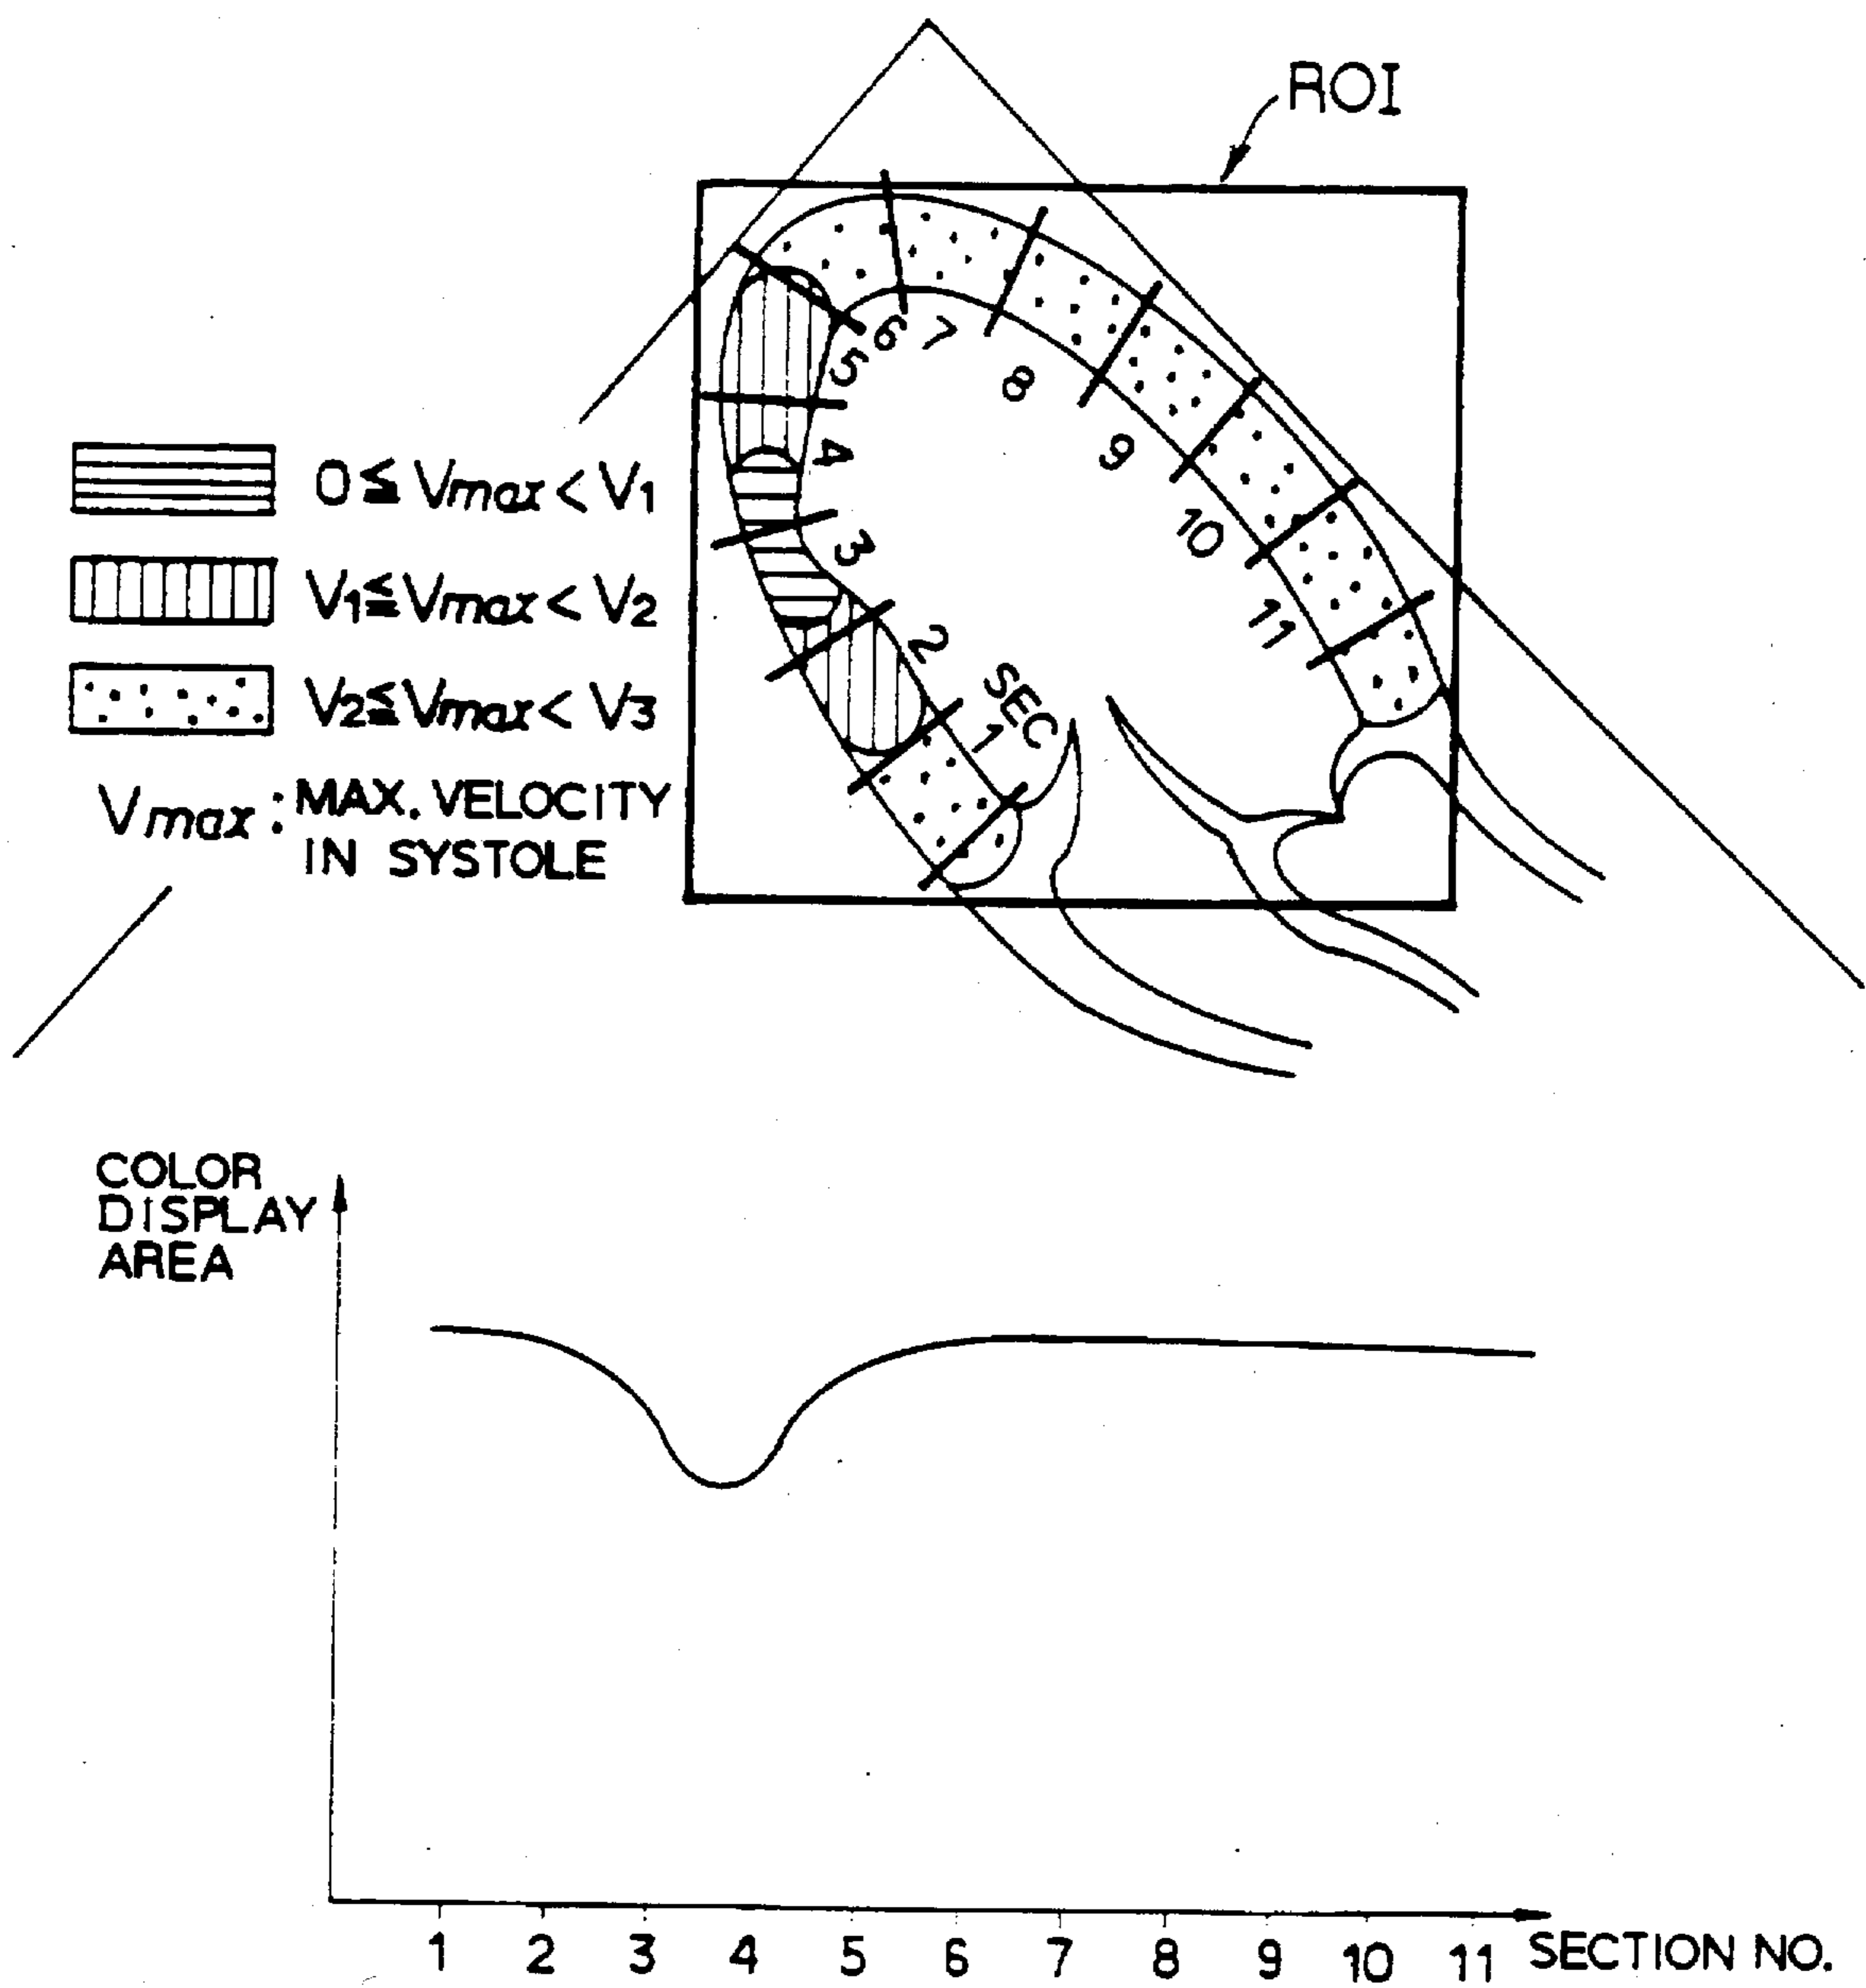 ROI
0 ≦ Vmax < V1
V1 ≦ Vmax < V2
V2 ≦ Vmax < V3
Vmax : MAX. VELOCITY
IN SYSTOLE
SEC
1
2
3
4
5
6
7
8
9
10
11
COLOR
DISPLAY
AREA
1 2 3 4 5 6 7 8 9 10 11 SECTION NO.